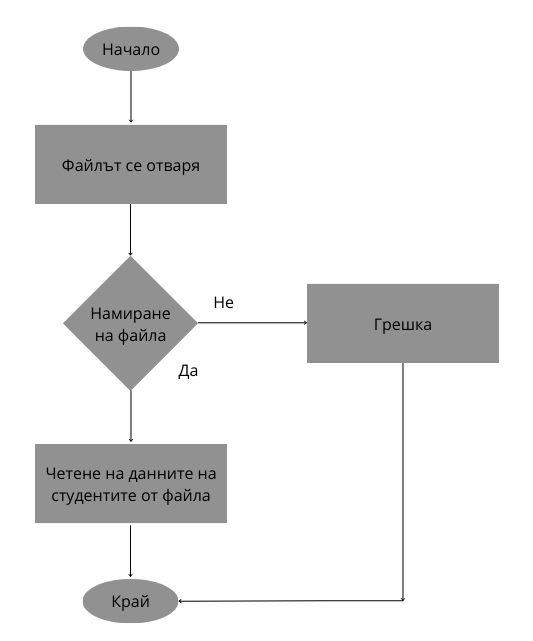 Начало
Файлът се отваря
Намиране
на файла
Не
Грешка
Да
Четене на данните на
студентите от файла
Край